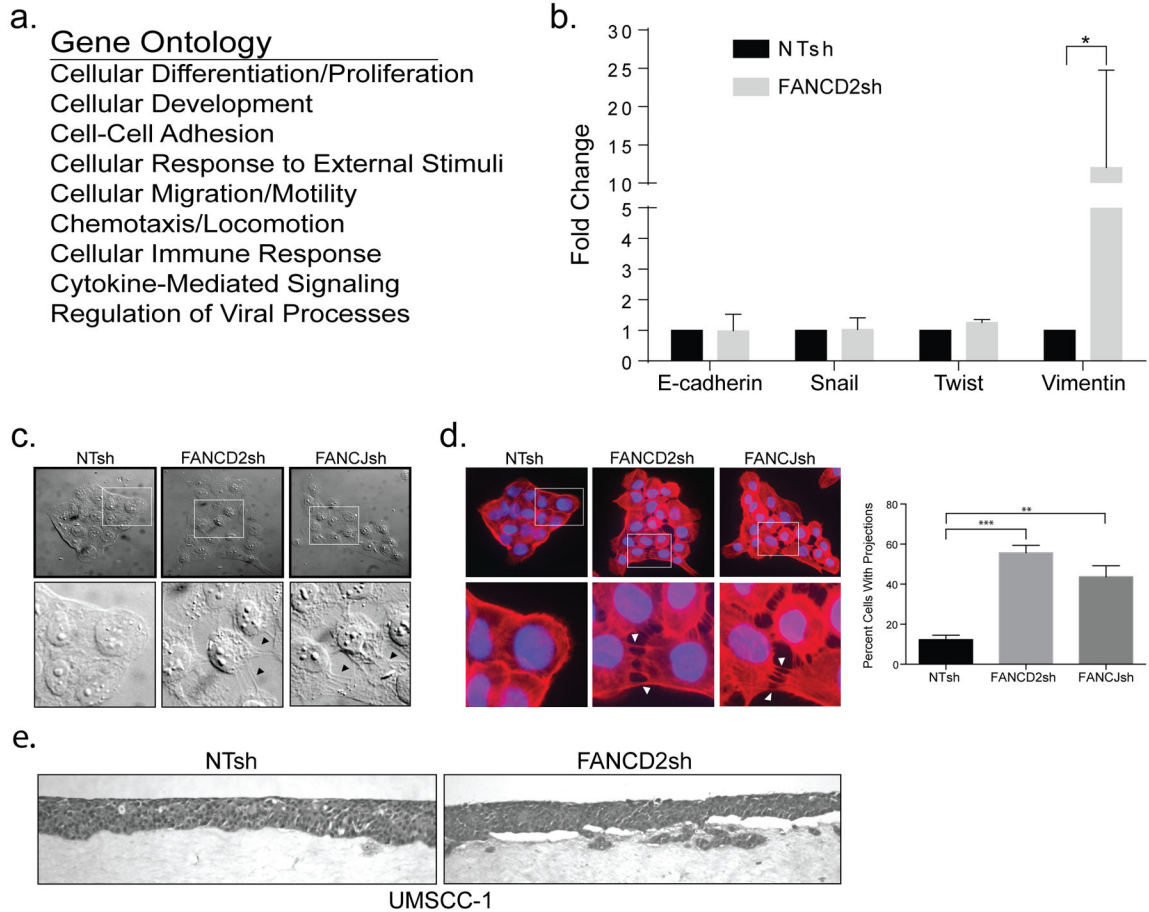 a.
Gene Ontology
Cellular Differentiation/Proliferation
Cellular Development
Cell-Cell Adhesion
Cellular Response to External Stimuli
Cellular Migration/Motility
Chemotaxis/Locomotion
Cellular Immune Response
Cytokine-Mediated Signaling
Regulation of Viral Processes
b.
Fold Change
30
25
20
15
10
5
4
3
2
1
0
NTsh
FANCD2sh
*
E-cadherin
Snail
Twist
Vimentin
c.
NTsh
FANCD2sh
FANCJsh
d.
NTsh
FANCD2sh
FANCJsh
Percent Cells With Projections
80
60
40
20
0
**
***
NTsh
FANCD2sh
FANCJsh
e.
NTsh
FANCD2sh
UMSCC-1